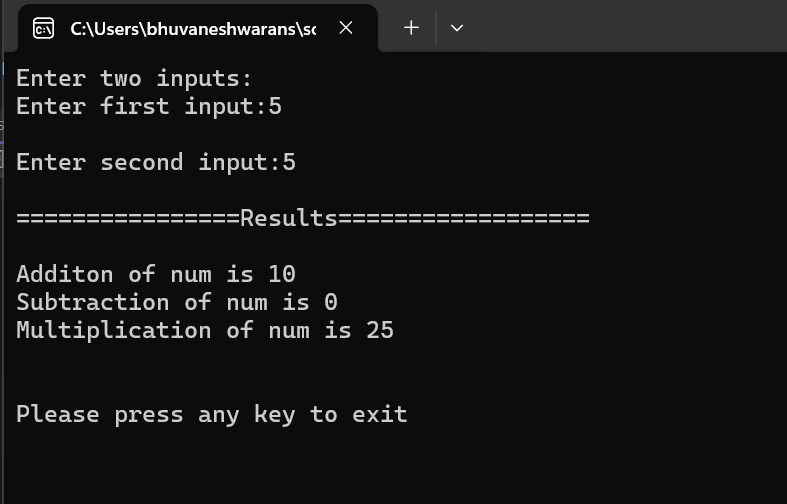 C:\Users\bhuvaneshwarans\sc
Enter two inputs:
Enter first input:5
Enter second input:5
================Results==================
Additon of num is 10
Subtraction of num is 0
Multiplication of num is 25
Please press any key to exit